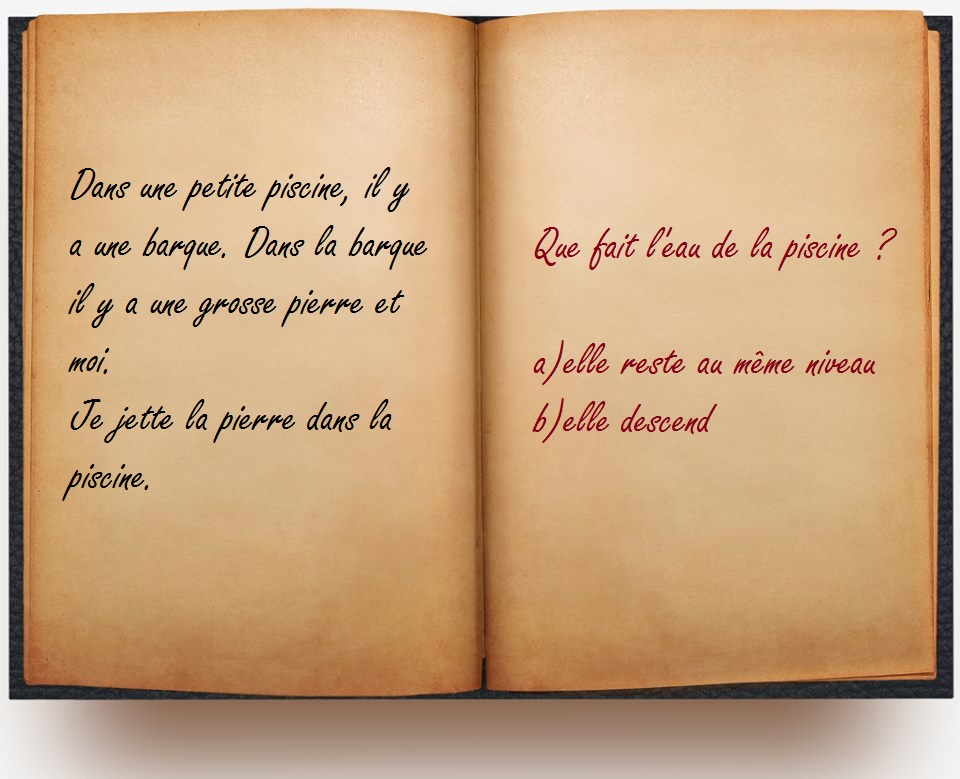 Dans une petite piscine, il y
a une barque. Dans la barque
il y a une grosse pierre et
moi.
Je jette la pierre dans la
piscine.
Que fait l'eau de la piscine ?
a)elle reste au même niveau
b)elle descend